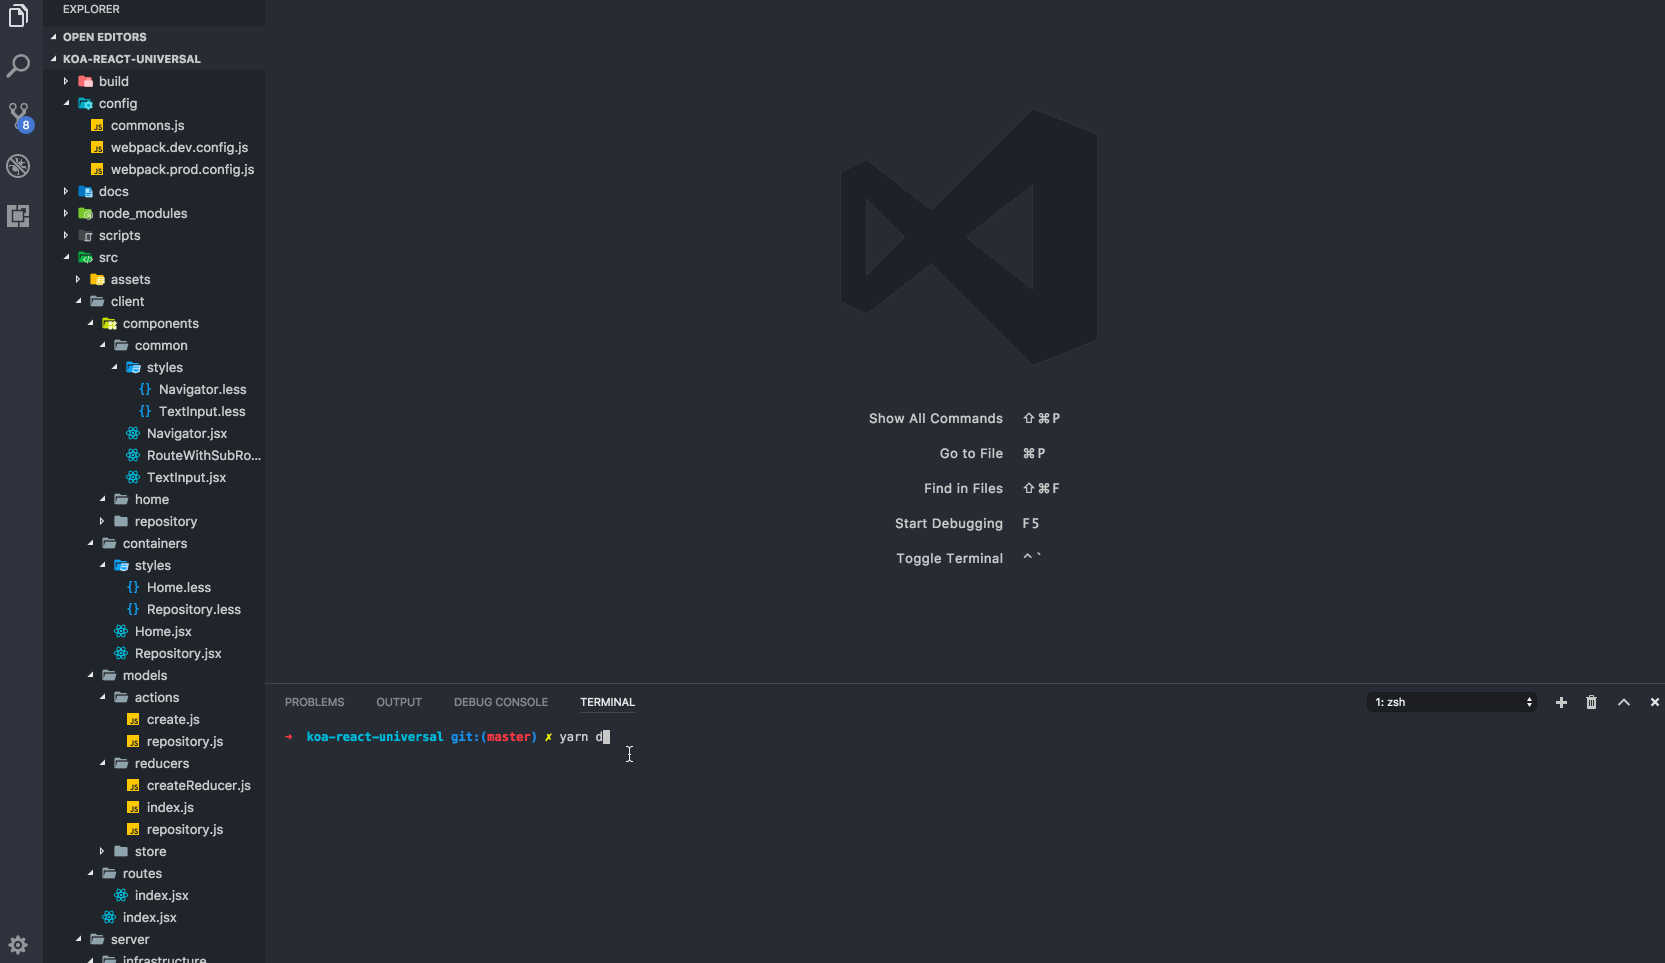 EXPLORER
OPEN EDITORS
KOA-REACT-UNIVERSAL
build
config
commons.js
webpack.dev.config.js
webpack.prod.config.js
docs
node_modules
scripts
src
assets
client
components
common
styles
Navigator.less
TextInput.less
Navigator.jsx
RouteWithSubRo...
TextInput.jsx
home
repository
containers
styles
Home.less
Repository.less
Home.jsx
Repository.jsx
models
actions
create.js
repository.js
reducers
createReducer.js
index.js
repository.js
store
routes
index.jsx
index.jsx
server
infrastructure
8
Show All Commands ⇧⌘P
Go to File ⌘P
Find in Files ⇧⌘F
Start Debugging F5
Toggle Terminal ^`
PROBLEMS OUTPUT DEBUG CONSOLE TERMINAL 1: zsh
➜ koa-react-universal git:(master) ✗ yarn d